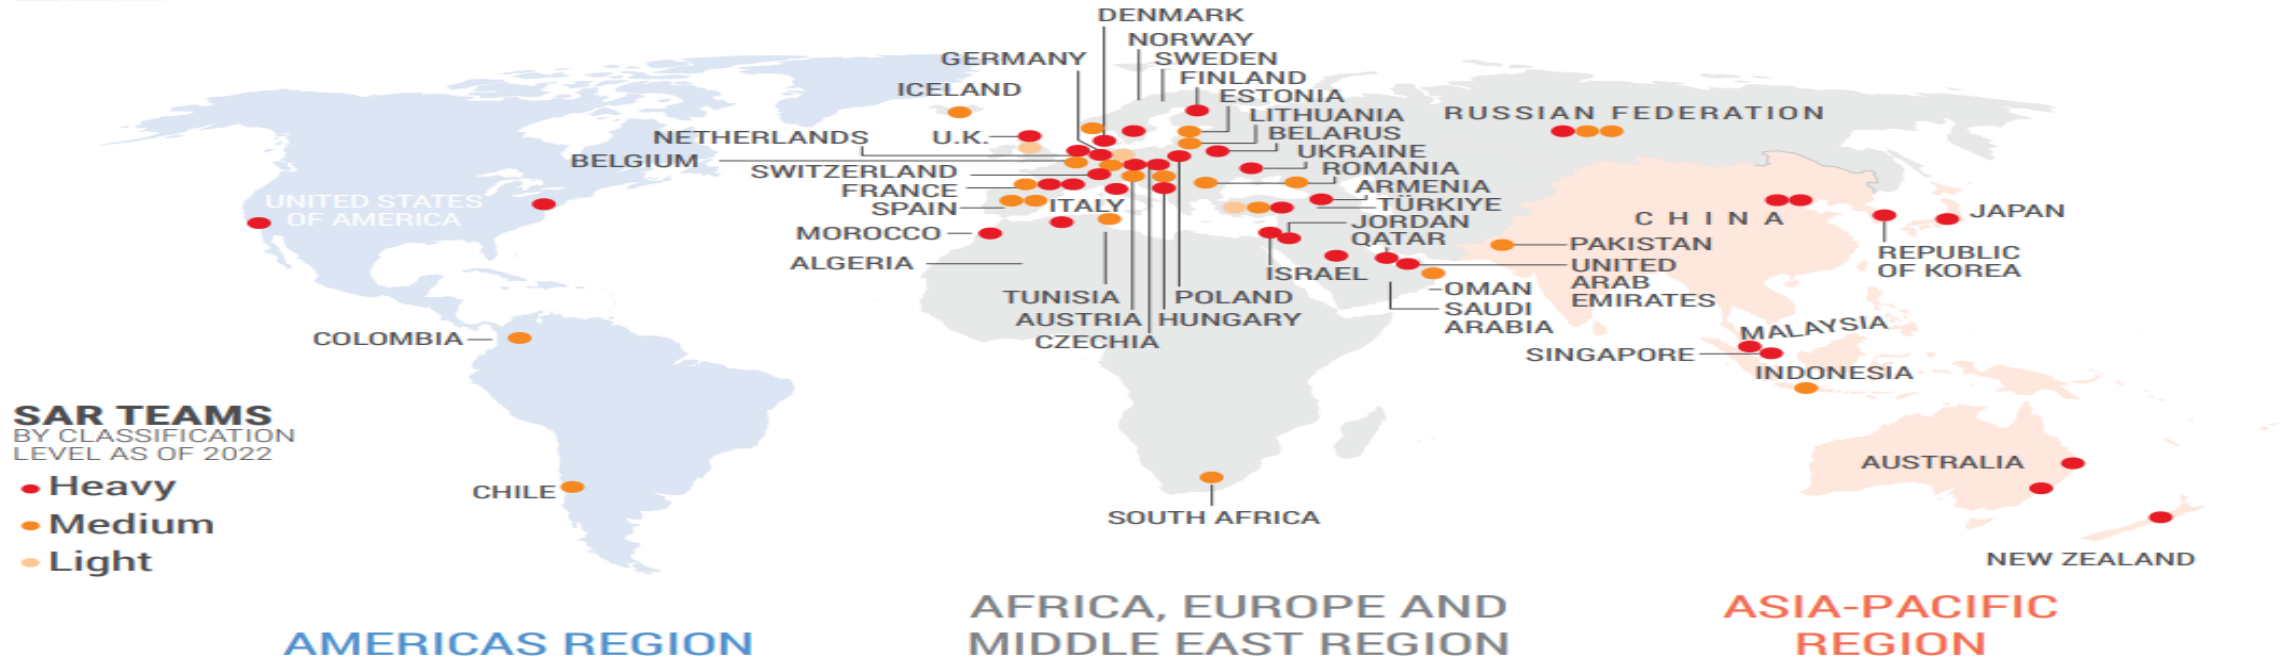 DENMARK
NORWAY
GERMANY
SWEDEN
FINLAND
ICELAND
ESTONIA
LITHUANIA
RUSSIAN FEDERATION
NETHERLANDS
U.K.
BELARUS
BELGIUM
UKRAINE
SWITZERLAND
ROMANIA
FRANCE
ARMENIA
UNITED STATES
OF AMERICA
SPAIN
ITALY
TÜRKIYE
CHINA
JAPAN
MOROCCO
JORDAN
QATAR
PAKISTAN
REPUBLIC
OF KOREA
ALGERIA
ISRAEL
UNITED
ARAB
EMIRATES
OMAN
SAUDI
ARABIA
TUNISIA
POLAND
AUSTRIA
HUNGARY
CZECHIA
COLOMBIA
MALAYSIA
SINGAPORE
INDONESIA
SAR TEAMS
BY CLASSIFICATION
LEVEL AS OF 2022
Heavy
Medium
Light
CHILE
SOUTH AFRICA
AUSTRALIA
NEW ZEALAND
AMERICAS REGION
AFRICA, EUROPE AND
MIDDLE EAST REGION
ASIA-PACIFIC
REGION